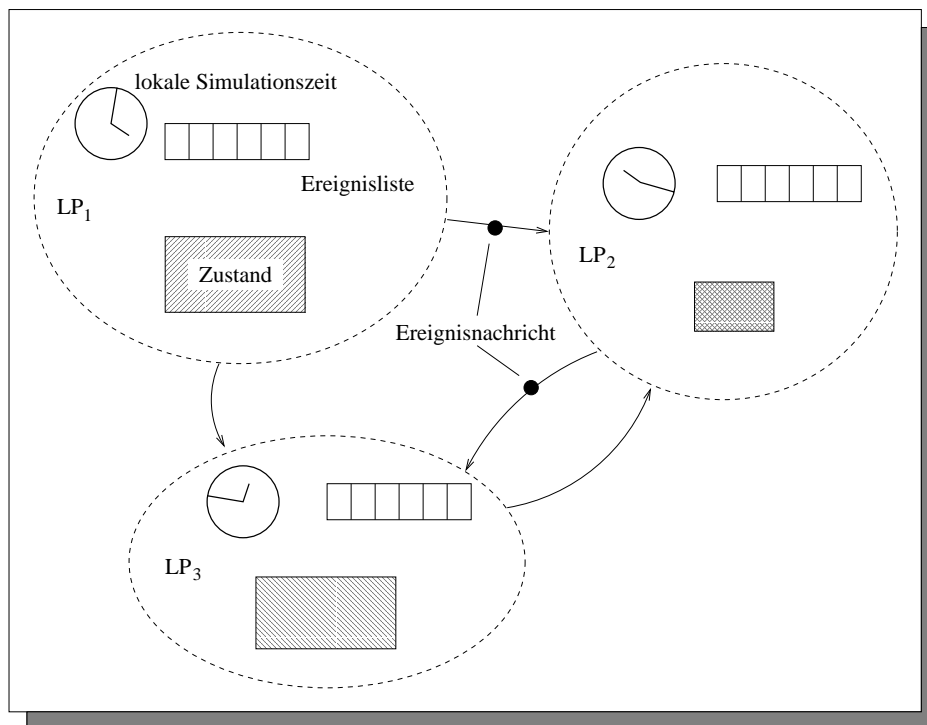 lokale Simulationszeit
Ereignisliste
LP1
Zustand
LP2
Ereignisnachricht
LP3